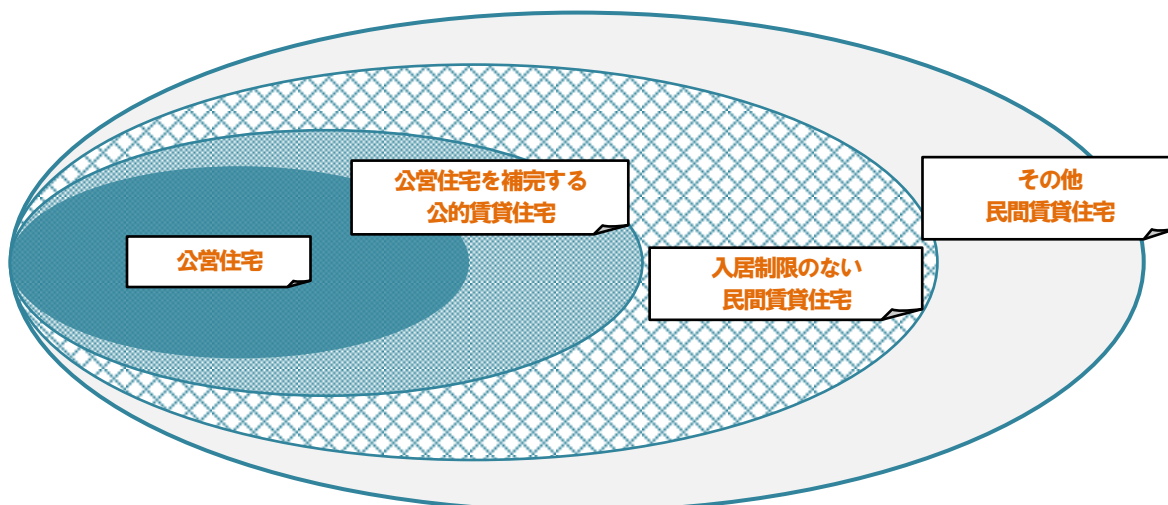 公営住宅
公営住宅を補完する
公的賃貸住宅
入居制限のない
民間賃貸住宅
その他
民間賃貸住宅